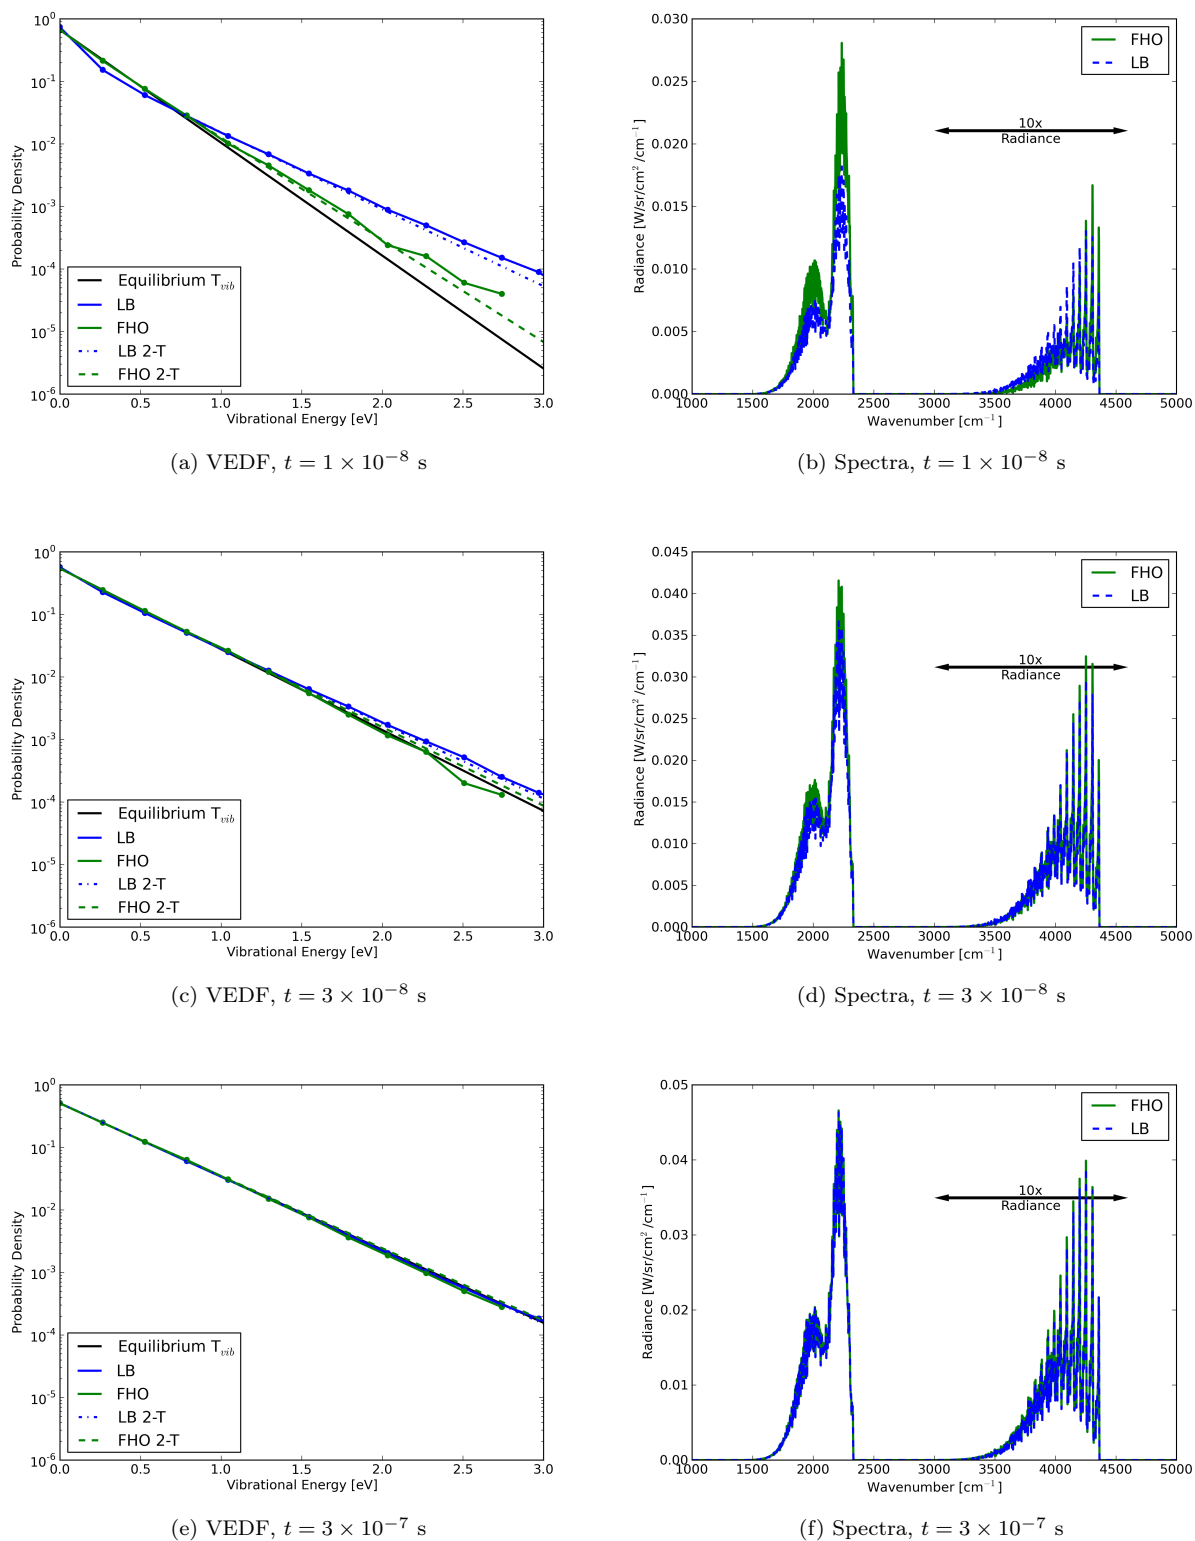 10^0
10^-1
10^-2
10^-3
10^-4
10^-5
10^-6
Probability Density
Equilibrium T_vib
LB
FHO
LB 2-T
FHO 2-T
0.0 0.5 1.0 1.5 2.0 2.5 3.0
Vibrational Energy [eV]
(a) VEDF, t = 1 × 10^−8 s
0.030
0.025
0.020
0.015
0.010
0.005
0.000
Radiance [W/sr/cm^2/cm^-1]
FHO
LB
10x
Radiance
1000 1500 2000 2500 3000 3500 4000 4500 5000
Wavenumber [cm^-1]
(b) Spectra, t = 1 × 10^−8 s
10^0
10^-1
10^-2
10^-3
10^-4
10^-5
10^-6
Probability Density
Equilibrium T_vib
LB
FHO
LB 2-T
FHO 2-T
0.0 0.5 1.0 1.5 2.0 2.5 3.0
Vibrational Energy [eV]
(c) VEDF, t = 3 × 10^−8 s
0.045
0.040
0.035
0.030
0.025
0.020
0.015
0.010
0.005
0.000
Radiance [W/sr/cm^2/cm^-1]
FHO
LB
10x
Radiance
1000 1500 2000 2500 3000 3500 4000 4500 5000
Wavenumber [cm^-1]
(d) Spectra, t = 3 × 10^−8 s
10^0
10^-1
10^-2
10^-3
10^-4
10^-5
10^-6
Probability Density
Equilibrium T_vib
LB
FHO
LB 2-T
FHO 2-T
0.0 0.5 1.0 1.5 2.0 2.5 3.0
Vibrational Energy [eV]
(e) VEDF, t = 3 × 10^−7 s
0.05
0.04
0.03
0.02
0.01
0.00
Radiance [W/sr/cm^2/cm^-1]
FHO
LB
10x
Radiance
1000 1500 2000 2500 3000 3500 4000 4500 5000
Wavenumber [cm^-1]
(f) Spectra, t = 3 × 10^−7 s